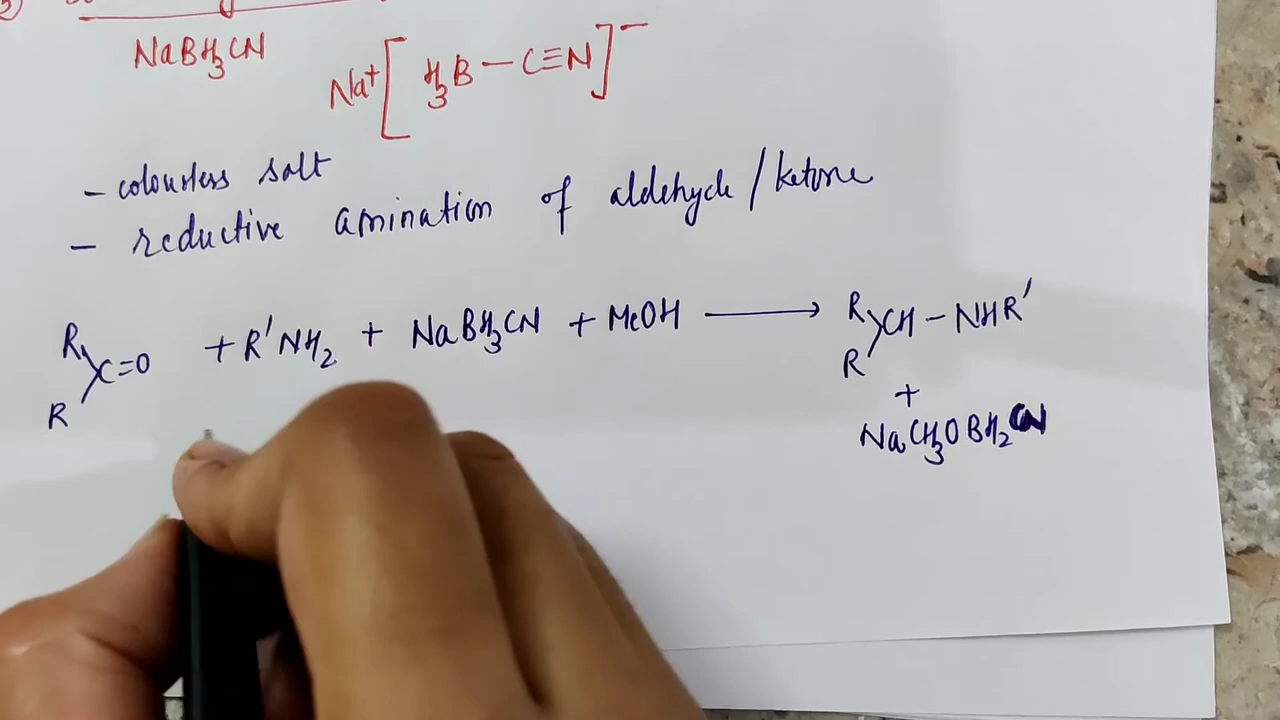 NaBH₃CN
Na⁺[H₃B—C≡N]⁻
- colourless salt
- reductive amination of aldehyde/ketone
R
R
C=O + R'NH₂ + NaBH₃CN + MeOH ⟶ R
R
CH-NHR'
+
NaCH₃OBH₂CN